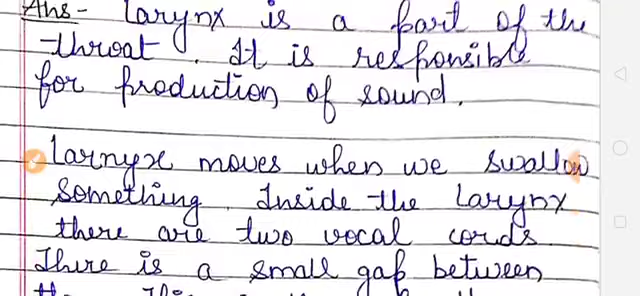 Ans- Larynx is a part of the
throat. It is responsible
for production of sound.
Larnyx moves when we swallow
something. Inside the Larynx
there are two vocal cords
There is a small gap between